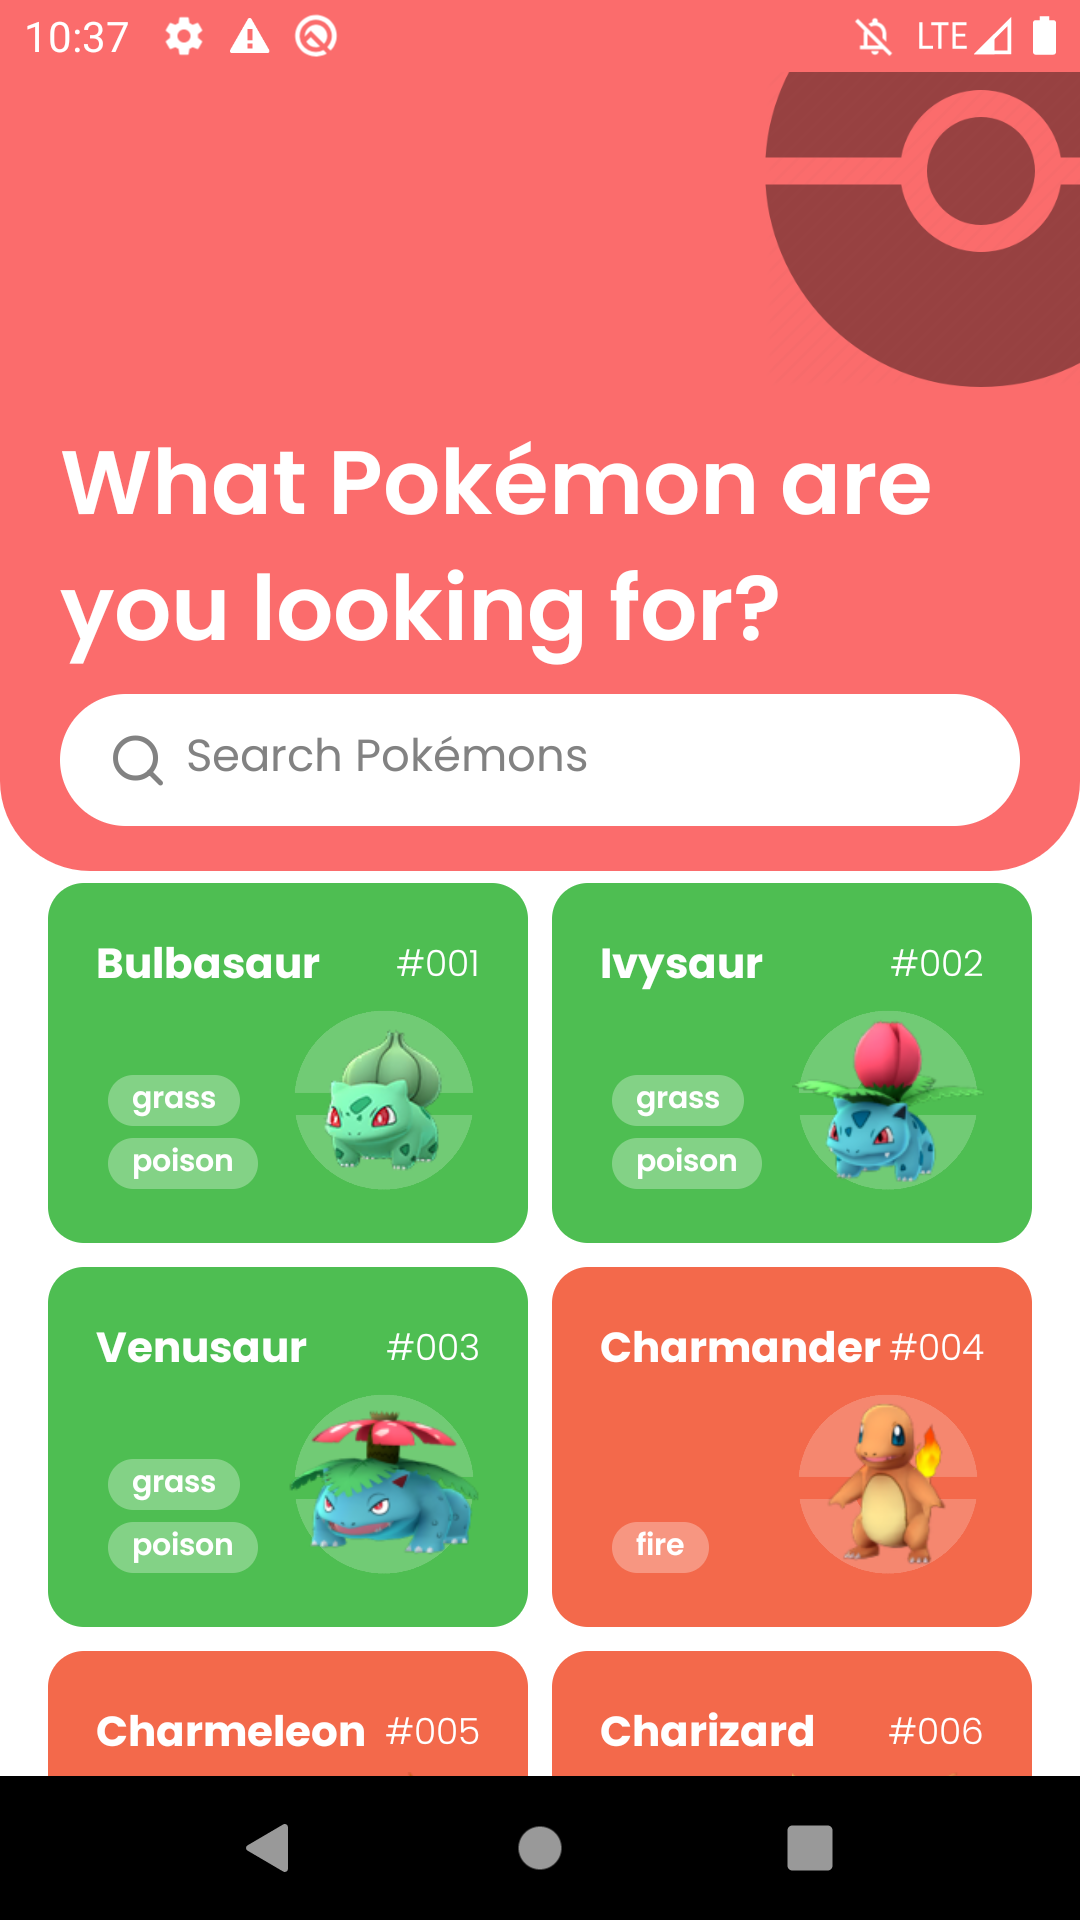 10:37 LTE
What Pokémon are
you looking for?
Search Pokémons
Bulbasaur #001
grass
poison
Ivysaur #002
grass
poison
Venusaur #003
grass
poison
Charmander #004
fire
Charmeleon #005
Charizard #006